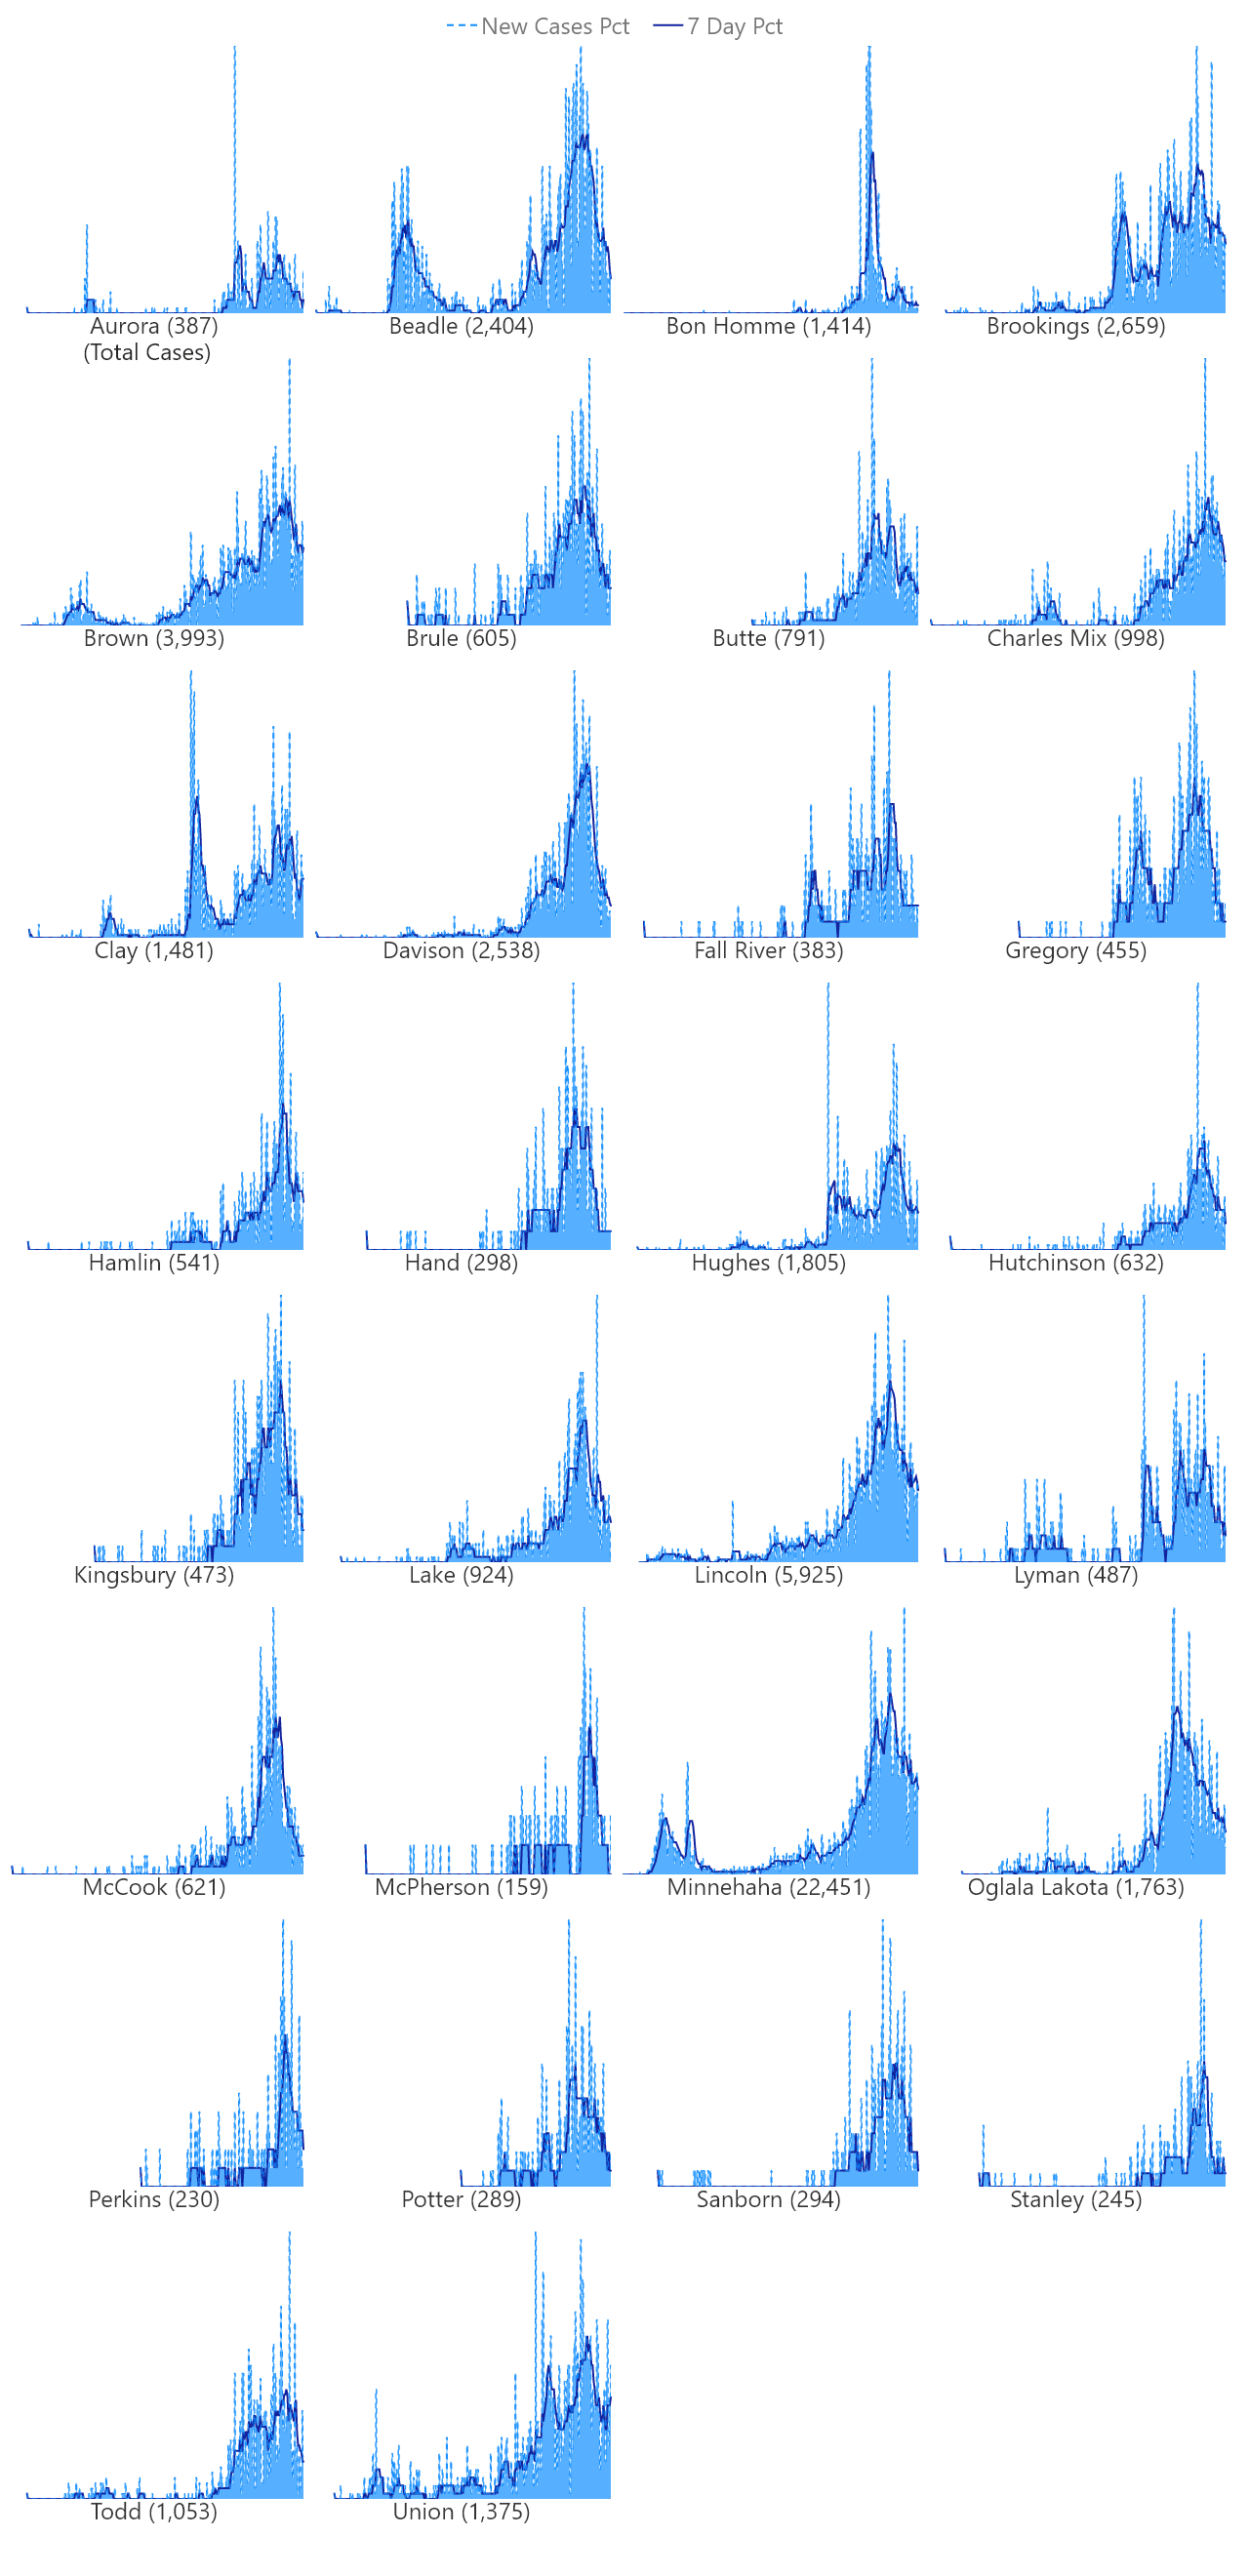 New Cases Pct 7 Day Pct
Aurora (387) Beadle (2,404) Bon Homme (1,414) Brookings (2,659)
(Total Cases)
Brown (3,993) Brule (605) Butte (791) Charles Mix (998)
Clay (1,481) Davison (2,538) Fall River (383) Gregory (455)
Hamlin (541) Hand (298) Hughes (1,805) Hutchinson (632)
Kingsbury (473) Lake (924) Lincoln (5,925) Lyman (487)
McCook (621) McPherson (159) Minnehaha (22,451) Oglala Lakota (1,763)
Perkins (230) Potter (289) Sanborn (294) Stanley (245)
Todd (1,053) Union (1,375)